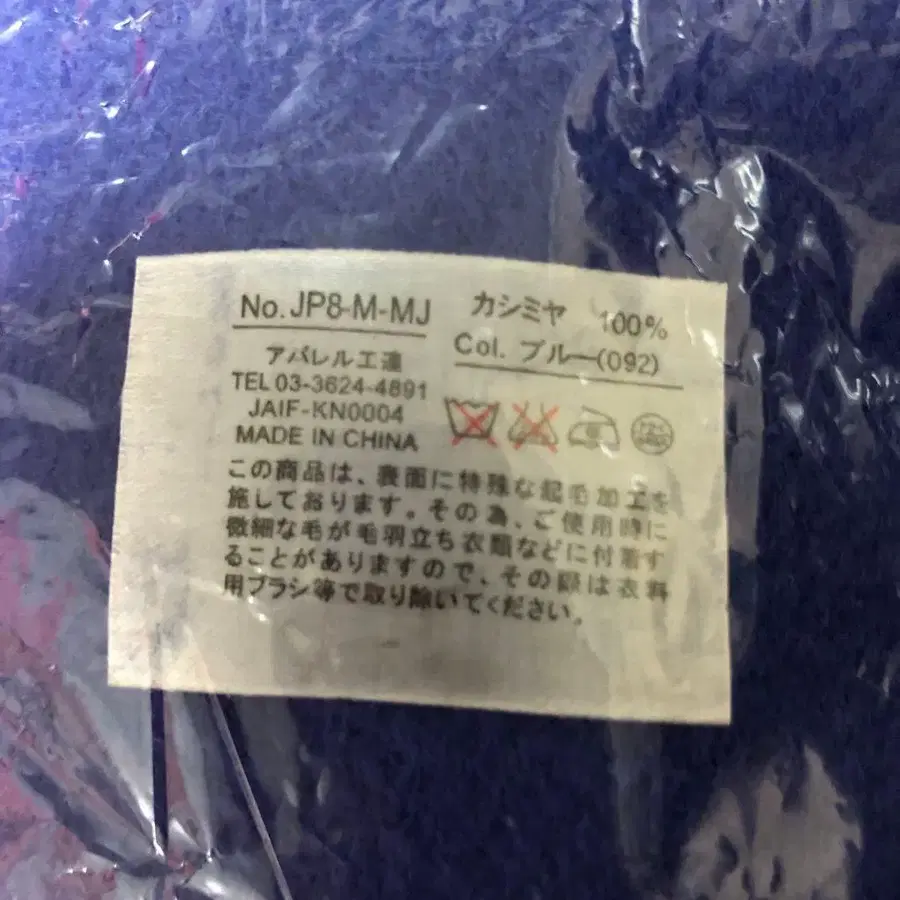 No. JP8-M-MJ
カシミヤ 100%
Col. ブルー(092)
アパレル工連
TEL 03-3624-4891
JAIF-KN0004
MADE IN CHINA
この商品は、表面に特殊な起毛加工を
施しております。その為、ご使用時に
微細な毛が毛羽立ち衣類などに付着す
ることがありますので、その際は衣料
用ブラシ等で取り除いてください。